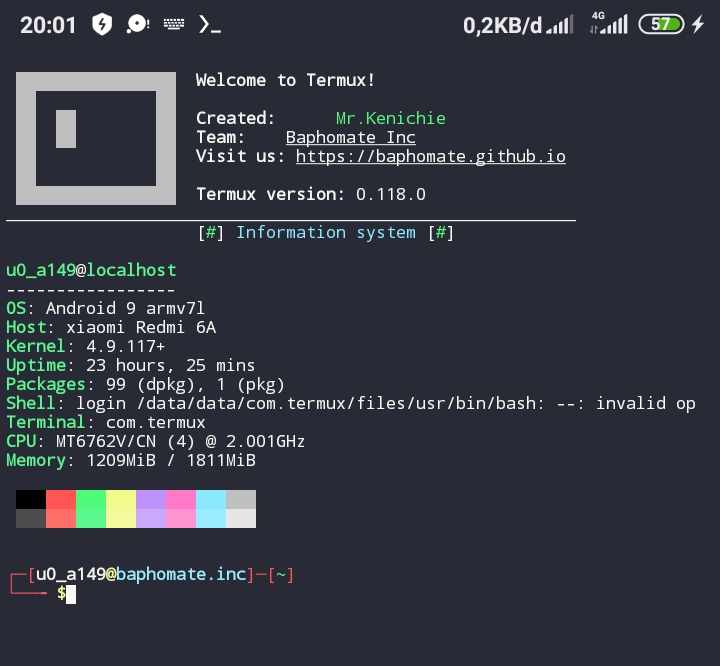 20:01 0,2KB/d 4G 57
Welcome to Termux!
Created: Mr.Kenichie
Team: Baphomate Inc
Visit us: https://baphomate.github.io
Termux version: 0.118.0
[#] Information system [#]
u0_a149@localhost
-----------------
OS: Android 9 armv7l
Host: xiaomi Redmi 6A
Kernel: 4.9.117+
Uptime: 23 hours, 25 mins
Packages: 99 (dpkg), 1 (pkg)
Shell: login /data/data/com.termux/files/usr/bin/bash: --: invalid op
Terminal: com.termux
CPU: MT6762V/CN (4) @ 2.001GHz
Memory: 1209MiB / 1811MiB
┌─[u0_a149@baphomate.inc]─[~]
└──╼ $